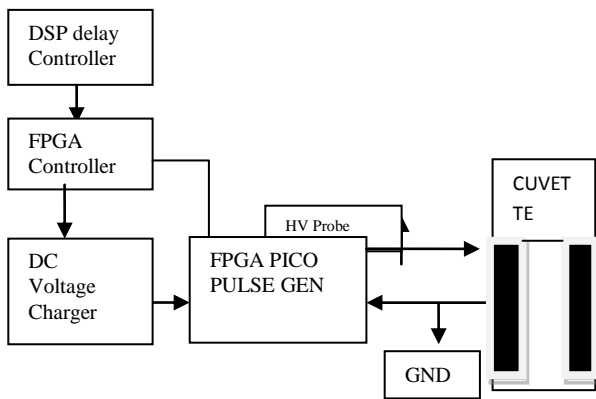 DSP delay
Controller
FPGA
Controller
CUVET
TE
HV Probe
DC
Voltage
Charger
FPGA PICO
PULSE GEN
GND